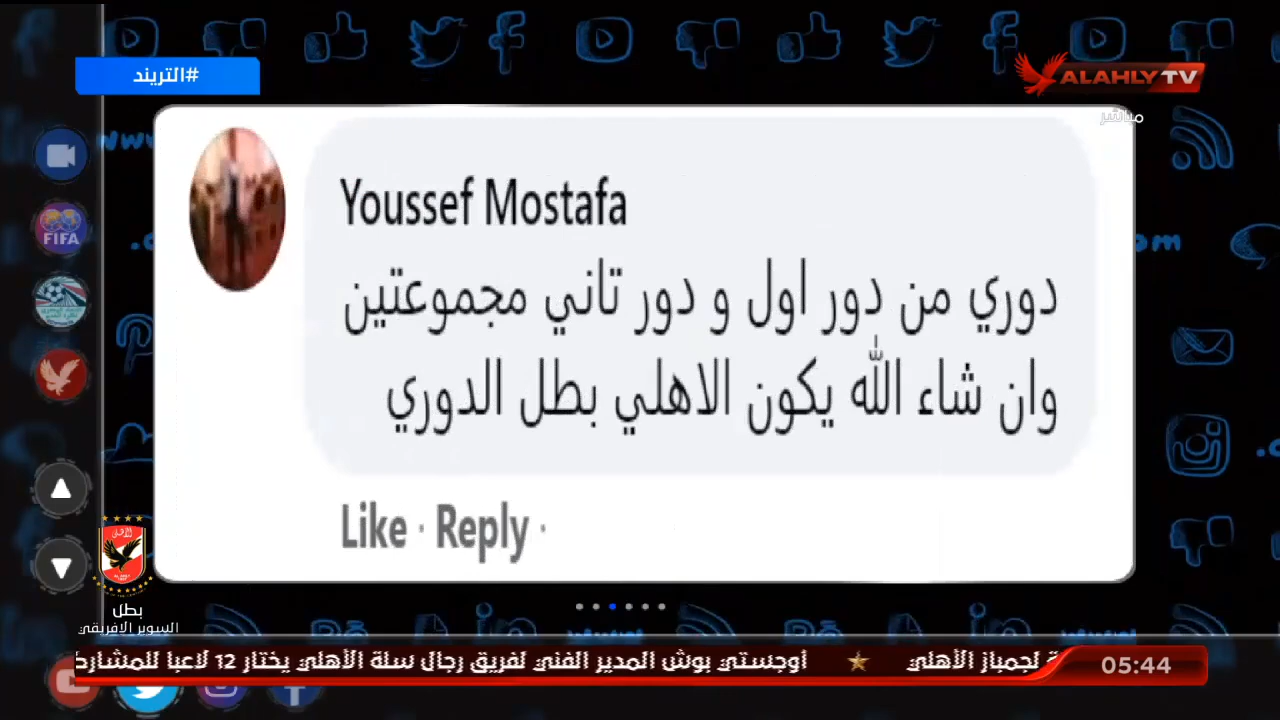 #التريند
ALAHLY TV
مباشر
FIFA
Youssef Mostafa
دوري من دور اول و دور تاني مجموعتين
وان شاء الله يكون الاهلي بطل الدوري
Like · Reply ·
بطل
السوبر الافريقي
ة لجمباز الأهلي ★ أوجستي بوش المدير الفني لفريق رجال سلة الأهلي يختار 12 لاعبا للمشارك
05:44